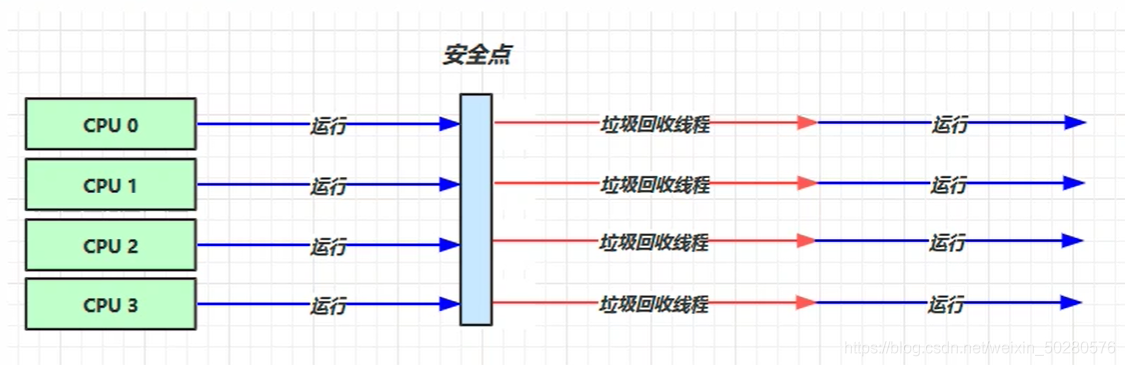 安全点
CPU 0 运行 垃圾回收线程 运行
CPU 1 运行 垃圾回收线程 运行
CPU 2 运行 垃圾回收线程 运行
CPU 3 运行 垃圾回收线程 运行
https://blog.csdn.net/weixin_50280576